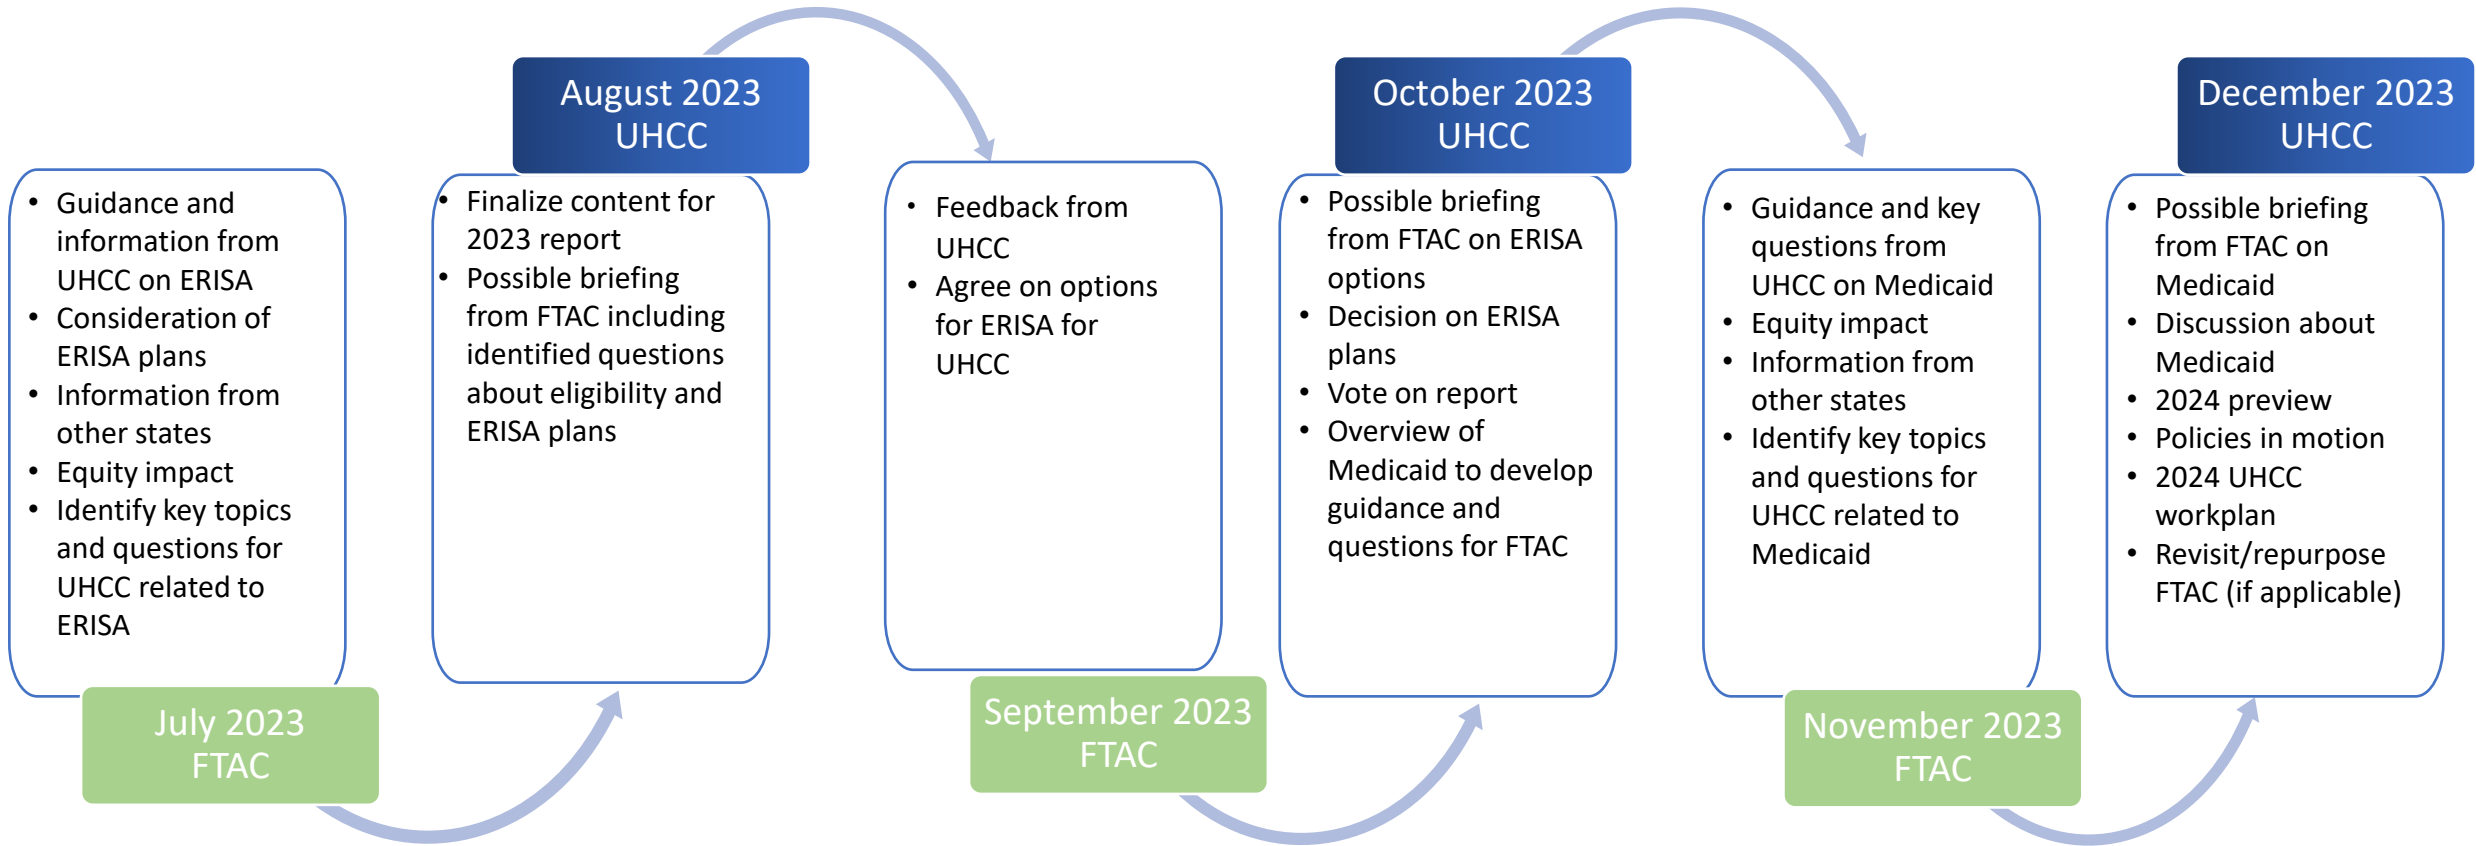 • Guidance and
information from
UHCC on ERISA
• Consideration of
ERISA plans
• Information from
other states
• Equity impact
• Identify key topics
and questions for
UHCC related to
ERISA
July 2023
FTAC
August 2023
UHCC
• Finalize content for
2023 report
• Possible briefing
from FTAC including
identified questions
about eligibility and
ERISA plans
• Feedback from
UHCC
• Agree on options
for ERISA for
UHCC
September 2023
FTAC
October 2023
UHCC
• Possible briefing
from FTAC on ERISA
options
• Decision on ERISA
plans
• Vote on report
• Overview of
Medicaid to develop
guidance and
questions for FTAC
• Guidance and key
questions from
UHCC on Medicaid
• Equity impact
• Information from
other states
• Identify key topics
and questions for
UHCC related to
Medicaid
November 2023
FTAC
December 2023
UHCC
• Possible briefing
from FTAC on
Medicaid
• Discussion about
Medicaid
• 2024 preview
• Policies in motion
• 2024 UHCC
workplan
• Revisit/repurpose
FTAC (if applicable)